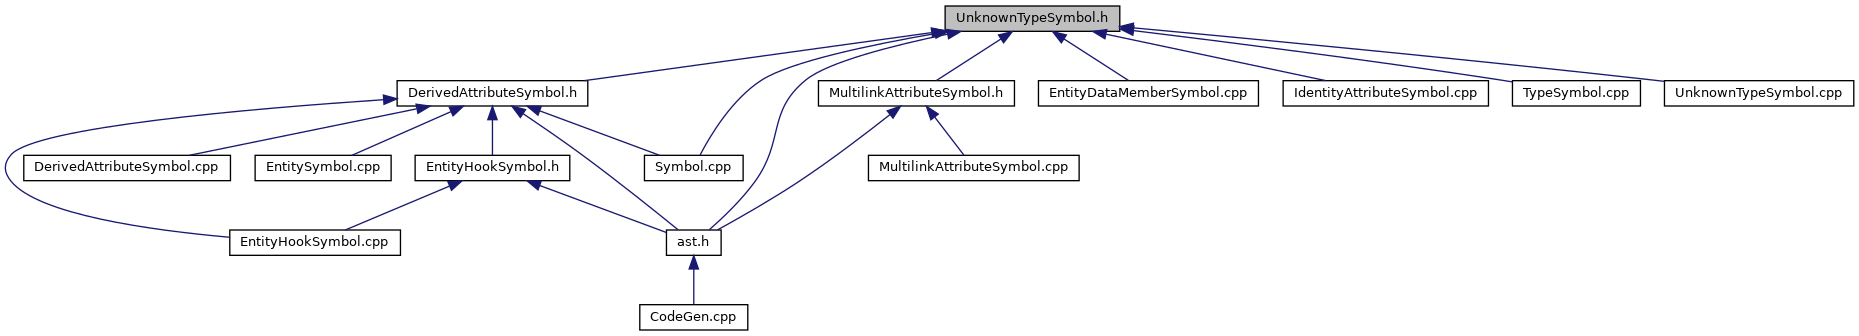 UnknownTypeSymbol.h
DerivedAttributeSymbol.h
MultilinkAttributeSymbol.h
EntityDataMemberSymbol.cpp
IdentityAttributeSymbol.cpp
TypeSymbol.cpp
UnknownTypeSymbol.cpp
DerivedAttributeSymbol.cpp
EntitySymbol.cpp
EntityHookSymbol.h
Symbol.cpp
MultilinkAttributeSymbol.cpp
EntityHookSymbol.cpp
ast.h
CodeGen.cpp